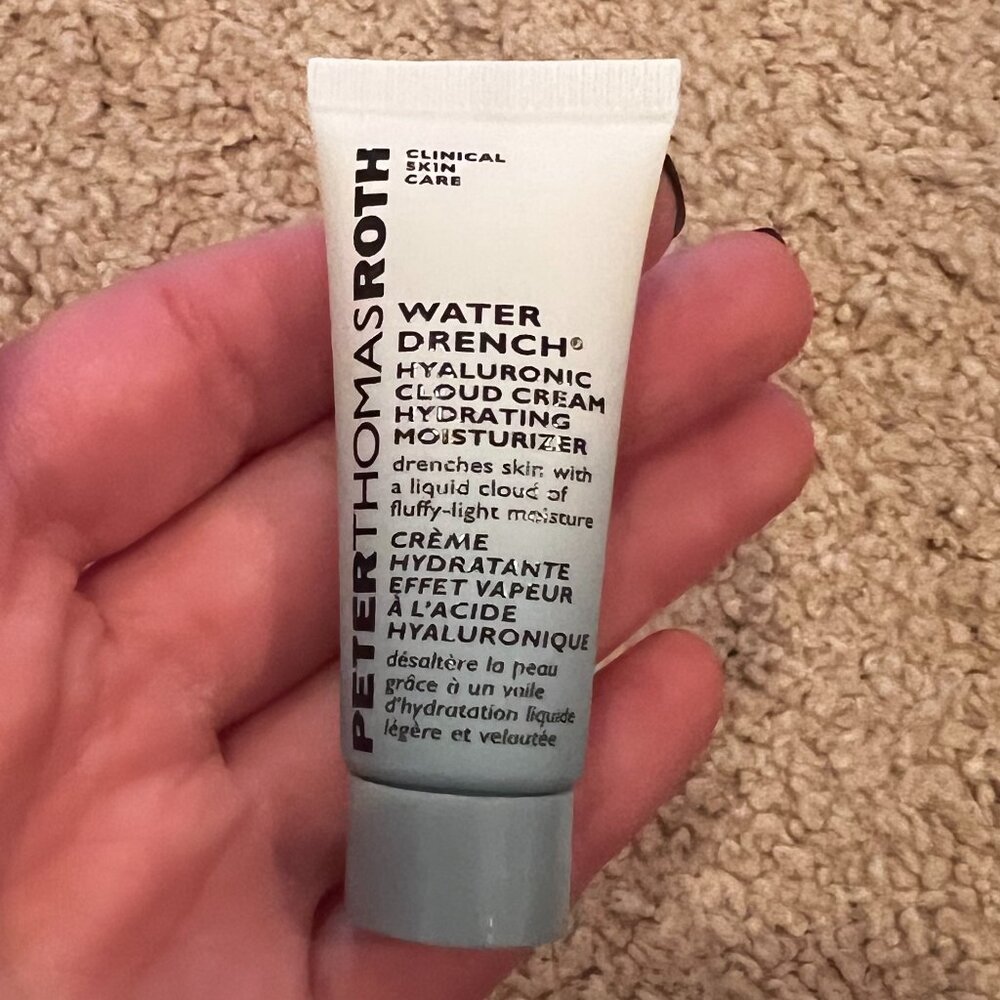 PETERTHOMASROTH
CLINICAL
SKIN
CARE
WATER
DRENCH®
HYALURONIC
CLOUD CREAM
HYDRATING
MOISTURIZER
drenches skin with
a liquid cloud of
fluffy-light moisture
CRÈME
HYDRATANTE
EFFET VAPEUR
À L'ACIDE
HYALURONIQUE
désaltère la peau
grâce à un voile
d'hydratation liquide
légère et veloutée